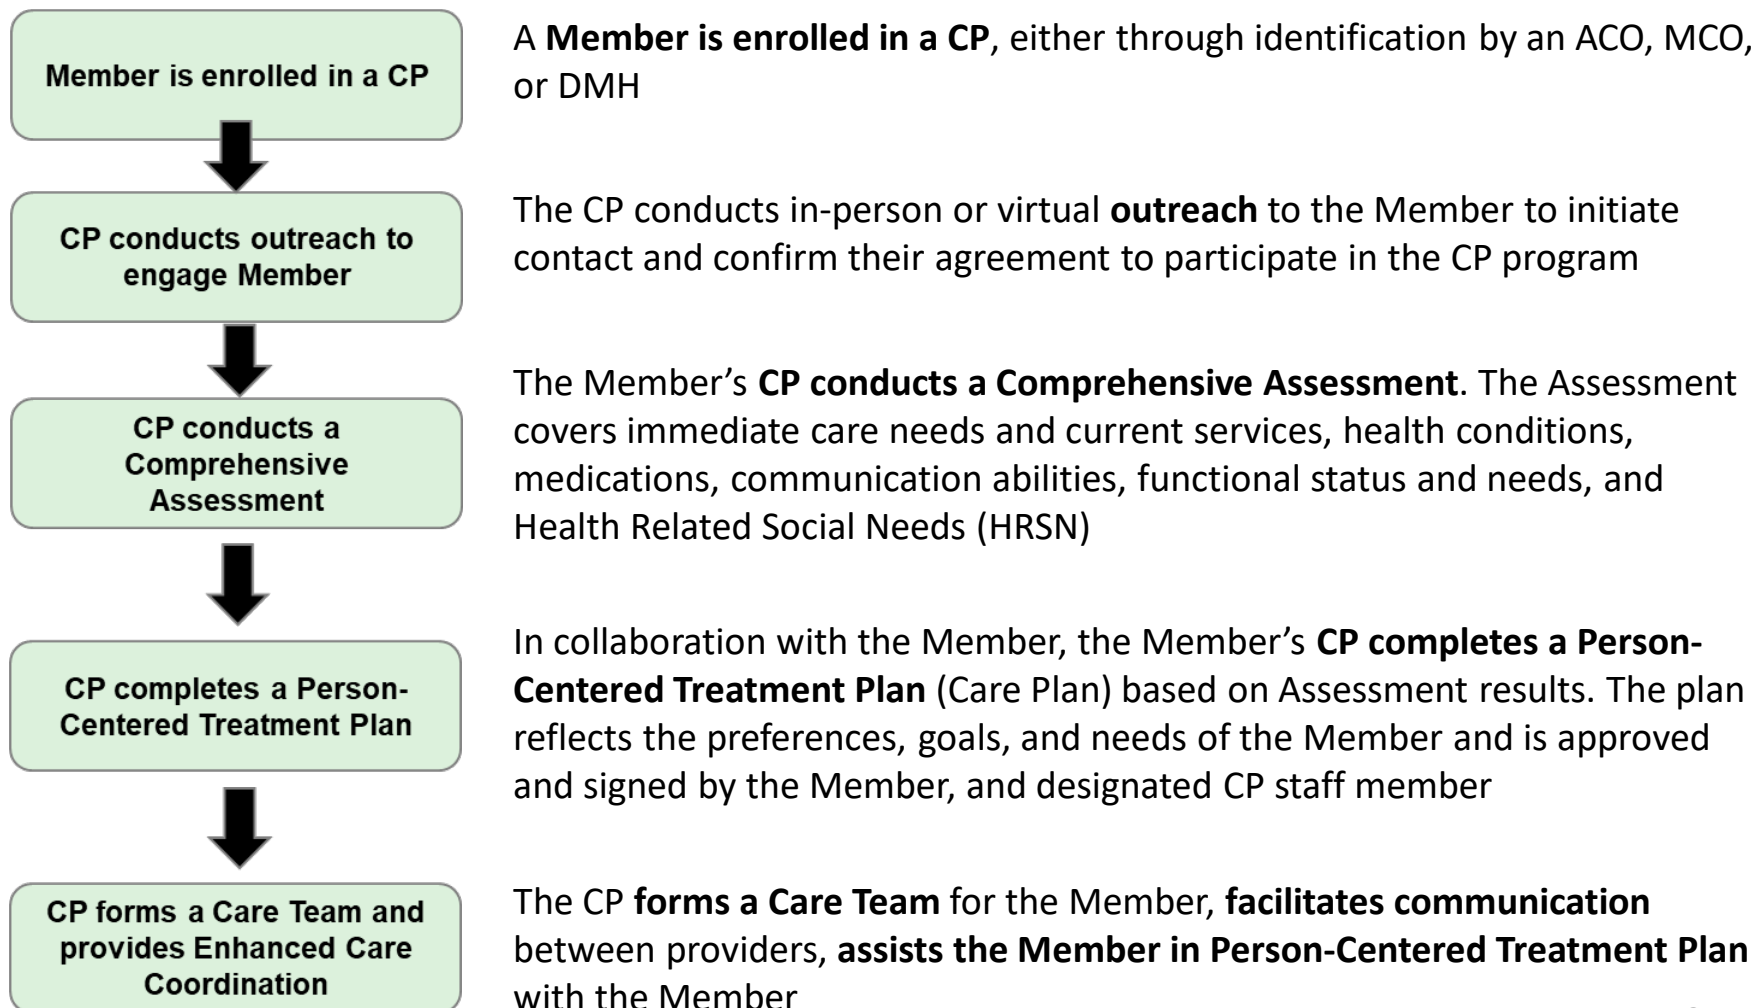 Member is enrolled in a CP
A Member is enrolled in a CP, either through identification by an ACO, MCO,
or DMH
CP conducts outreach to
engage Member
The CP conducts in-person or virtual outreach to the Member to initiate
contact and confirm their agreement to participate in the CP program
CP conducts a
Comprehensive
Assessment
The Member’s CP conducts a Comprehensive Assessment. The Assessment
covers immediate care needs and current services, health conditions,
medications, communication abilities, functional status and needs, and
Health Related Social Needs (HRSN)
CP completes a Person-
Centered Treatment Plan
In collaboration with the Member, the Member’s CP completes a Person-
Centered Treatment Plan (Care Plan) based on Assessment results. The plan
reflects the preferences, goals, and needs of the Member and is approved
and signed by the Member, and designated CP staff member
CP forms a Care Team and
provides Enhanced Care
Coordination
The CP forms a Care Team for the Member, facilitates communication
between providers, assists the Member in Person-Centered Treatment Plan
with the Member